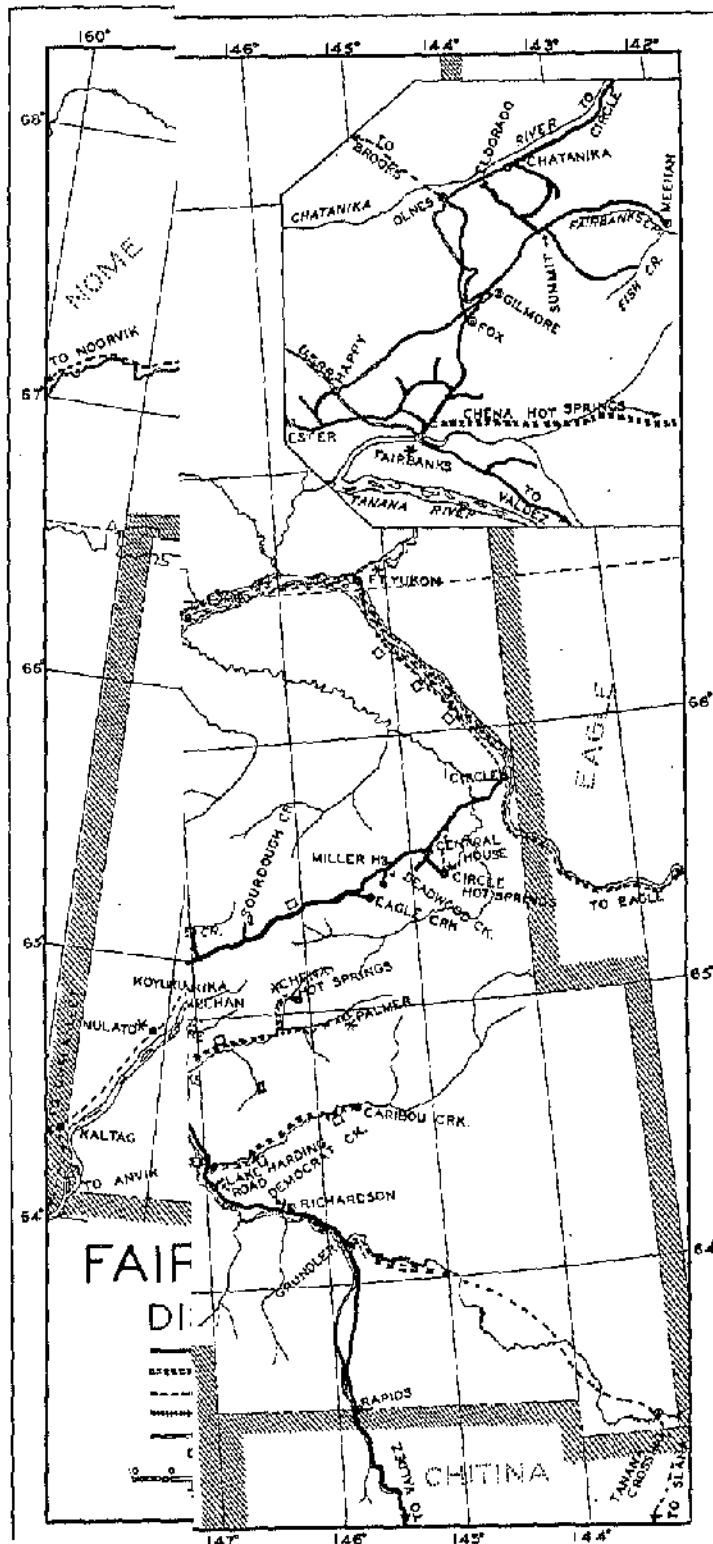 160°
146°
145°
144°
143°
142°
68°
TO BROOKS
ELDORADO
RIVER
TO CIRCLE
CHATANIKA
CHATANIKA
OLNES
MEEHAN
FAIRBANKS CR.
SUMMIT
FISH CR.
GILMORE
FOX
NOME
TO NOORVIK
67°
HAPPY
CHENA HOT SPRINGS
ESTER
FAIRBANKS
TANANA RIVER
TO VALDEZ
FT. YUKON
66°
66°
EAGLE
CIRCLE
CENTRAL HOUSE
MILLER HS.
CIRCLE HOT SPRINGS
DEADWOOD CK.
EAGLE CRK
SOURDOUGH CR.
TO EAGLE
CR.
65°
65°
CHENA HOT SPRINGS
PALMER
NULATO
KALTAG
TO ANVIK
CARIBOU CRK.
LAKE HARDING ROAD
DEMOCRAT CK.
RICHARDSON
64°
64°
GRUNDLER
FAIR
DI
RAPIDS
CHITINA
TO VALDEZ
TANANA CROSSING
TO SLANA
147°
146°
145°
144°